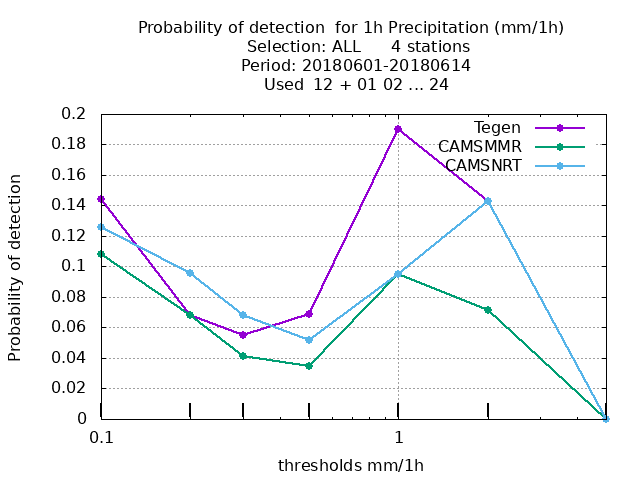 Probability of detection  for 1h Precipitation (mm/1h)
Selection: ALL      4 stations
Period: 20180601-20180614
Used  12 + 01 02 ... 24
Tegen
CAMSMMR
CAMSNRT
0.2
0.18
0.16
0.14
0.12
0.1
0.08
0.06
0.04
0.02
0
Probability of detection
0.1
1
thresholds mm/1h